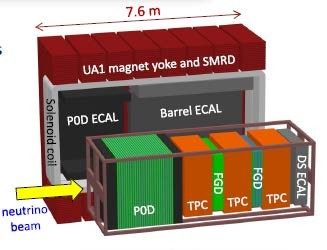 7.6 m
UA1 magnet yoke and SMRD
Solenoid coil
P0D ECAL
Barrel ECAL
neutrino
beam
P0D
TPC
FGD
TPC
FGD
TPC
DS ECAL